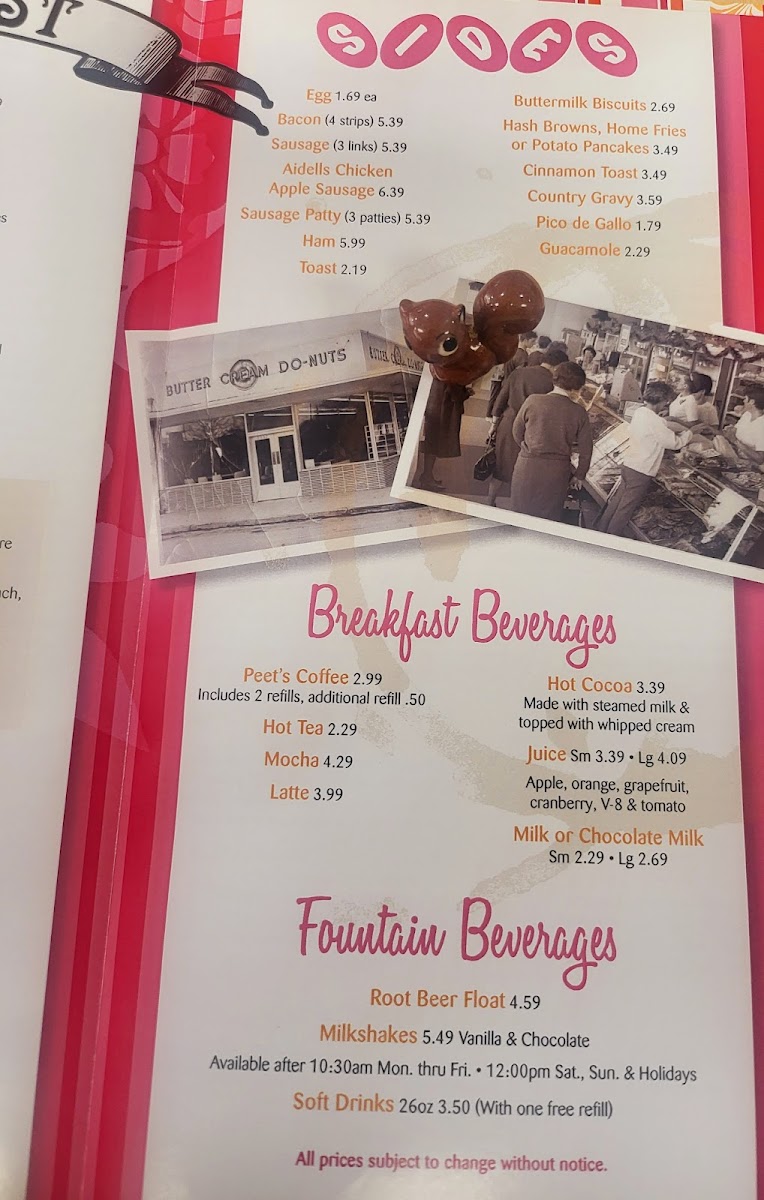 ST
SIDES
Egg 1.69 ea
Bacon (4 strips) 5.39
Sausage (3 links) 5.39
Aidells Chicken
Apple Sausage 6.39
Sausage Patty (3 patties) 5.39
Ham 5.99
Toast 2.19
Buttermilk Biscuits 2.69
Hash Browns, Home Fries
or Potato Pancakes 3.49
Cinnamon Toast 3.49
Country Gravy 3.59
Pico de Gallo 1.79
Guacamole 2.29
BUTTER CREAM DO-NUTS
Breakfast Beverages
Peet's Coffee 2.99
Includes 2 refills, additional refill .50
Hot Tea 2.29
Mocha 4.29
Latte 3.99
Hot Cocoa 3.39
Made with steamed milk &
topped with whipped cream
Juice Sm 3.39 • Lg 4.09
Apple, orange, grapefruit,
cranberry, V-8 & tomato
Milk or Chocolate Milk
Sm 2.29 • Lg 2.69
Fountain Beverages
Root Beer Float 4.59
Milkshakes 5.49 Vanilla & Chocolate
Available after 10:30am Mon. thru Fri. • 12:00pm Sat., Sun. & Holidays
Soft Drinks 26oz 3.50 (With one free refill)
All prices subject to change without notice.